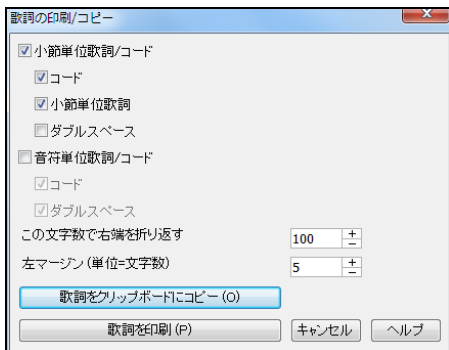 歌詞の印刷/コピー
小節単位歌詞/コード
コード
小節単位歌詞
ダブルスペース
音符単位歌詞/コード
コード
ダブルスペース
この文字数で右端を折り返す 100
左マージン(単位=文字数) 5
歌詞をクリップボードにコピー(O)
歌詞を印刷(P) キャンセル ヘルプ